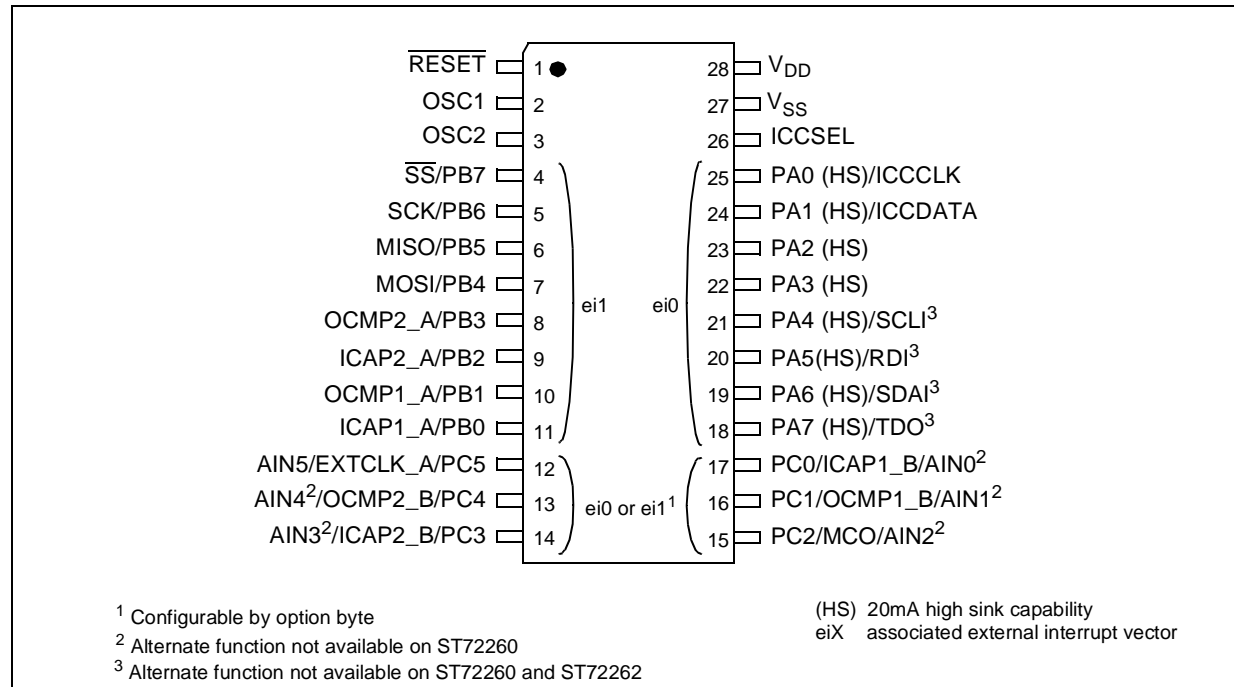 RESET 1 28 VDD
OSC1 2 27 VSS
OSC2 3 26 ICCSEL
SS/PB7 4 25 PA0 (HS)/ICCCLK
SCK/PB6 5 24 PA1 (HS)/ICCDATA
MISO/PB5 6 23 PA2 (HS)
MOSI/PB4 7 22 PA3 (HS)
ei1 ei0
OCMP2_A/PB3 8 21 PA4 (HS)/SCLI3
ICAP2_A/PB2 9 20 PA5(HS)/RDI3
OCMP1_A/PB1 10 19 PA6 (HS)/SDAI3
ICAP1_A/PB0 11 18 PA7 (HS)/TDO3
AIN5/EXTCLK_A/PC5 12 17 PC0/ICAP1_B/AIN02
AIN42/OCMP2_B/PC4 13 ei0 or ei11 16 PC1/OCMP1_B/AIN12
AIN32/ICAP2_B/PC3 14 15 PC2/MCO/AIN22
1 Configurable by option byte
2 Alternate function not available on ST72260
3 Alternate function not available on ST72260 and ST72262
(HS) 20mA high sink capability
eiX associated external interrupt vector